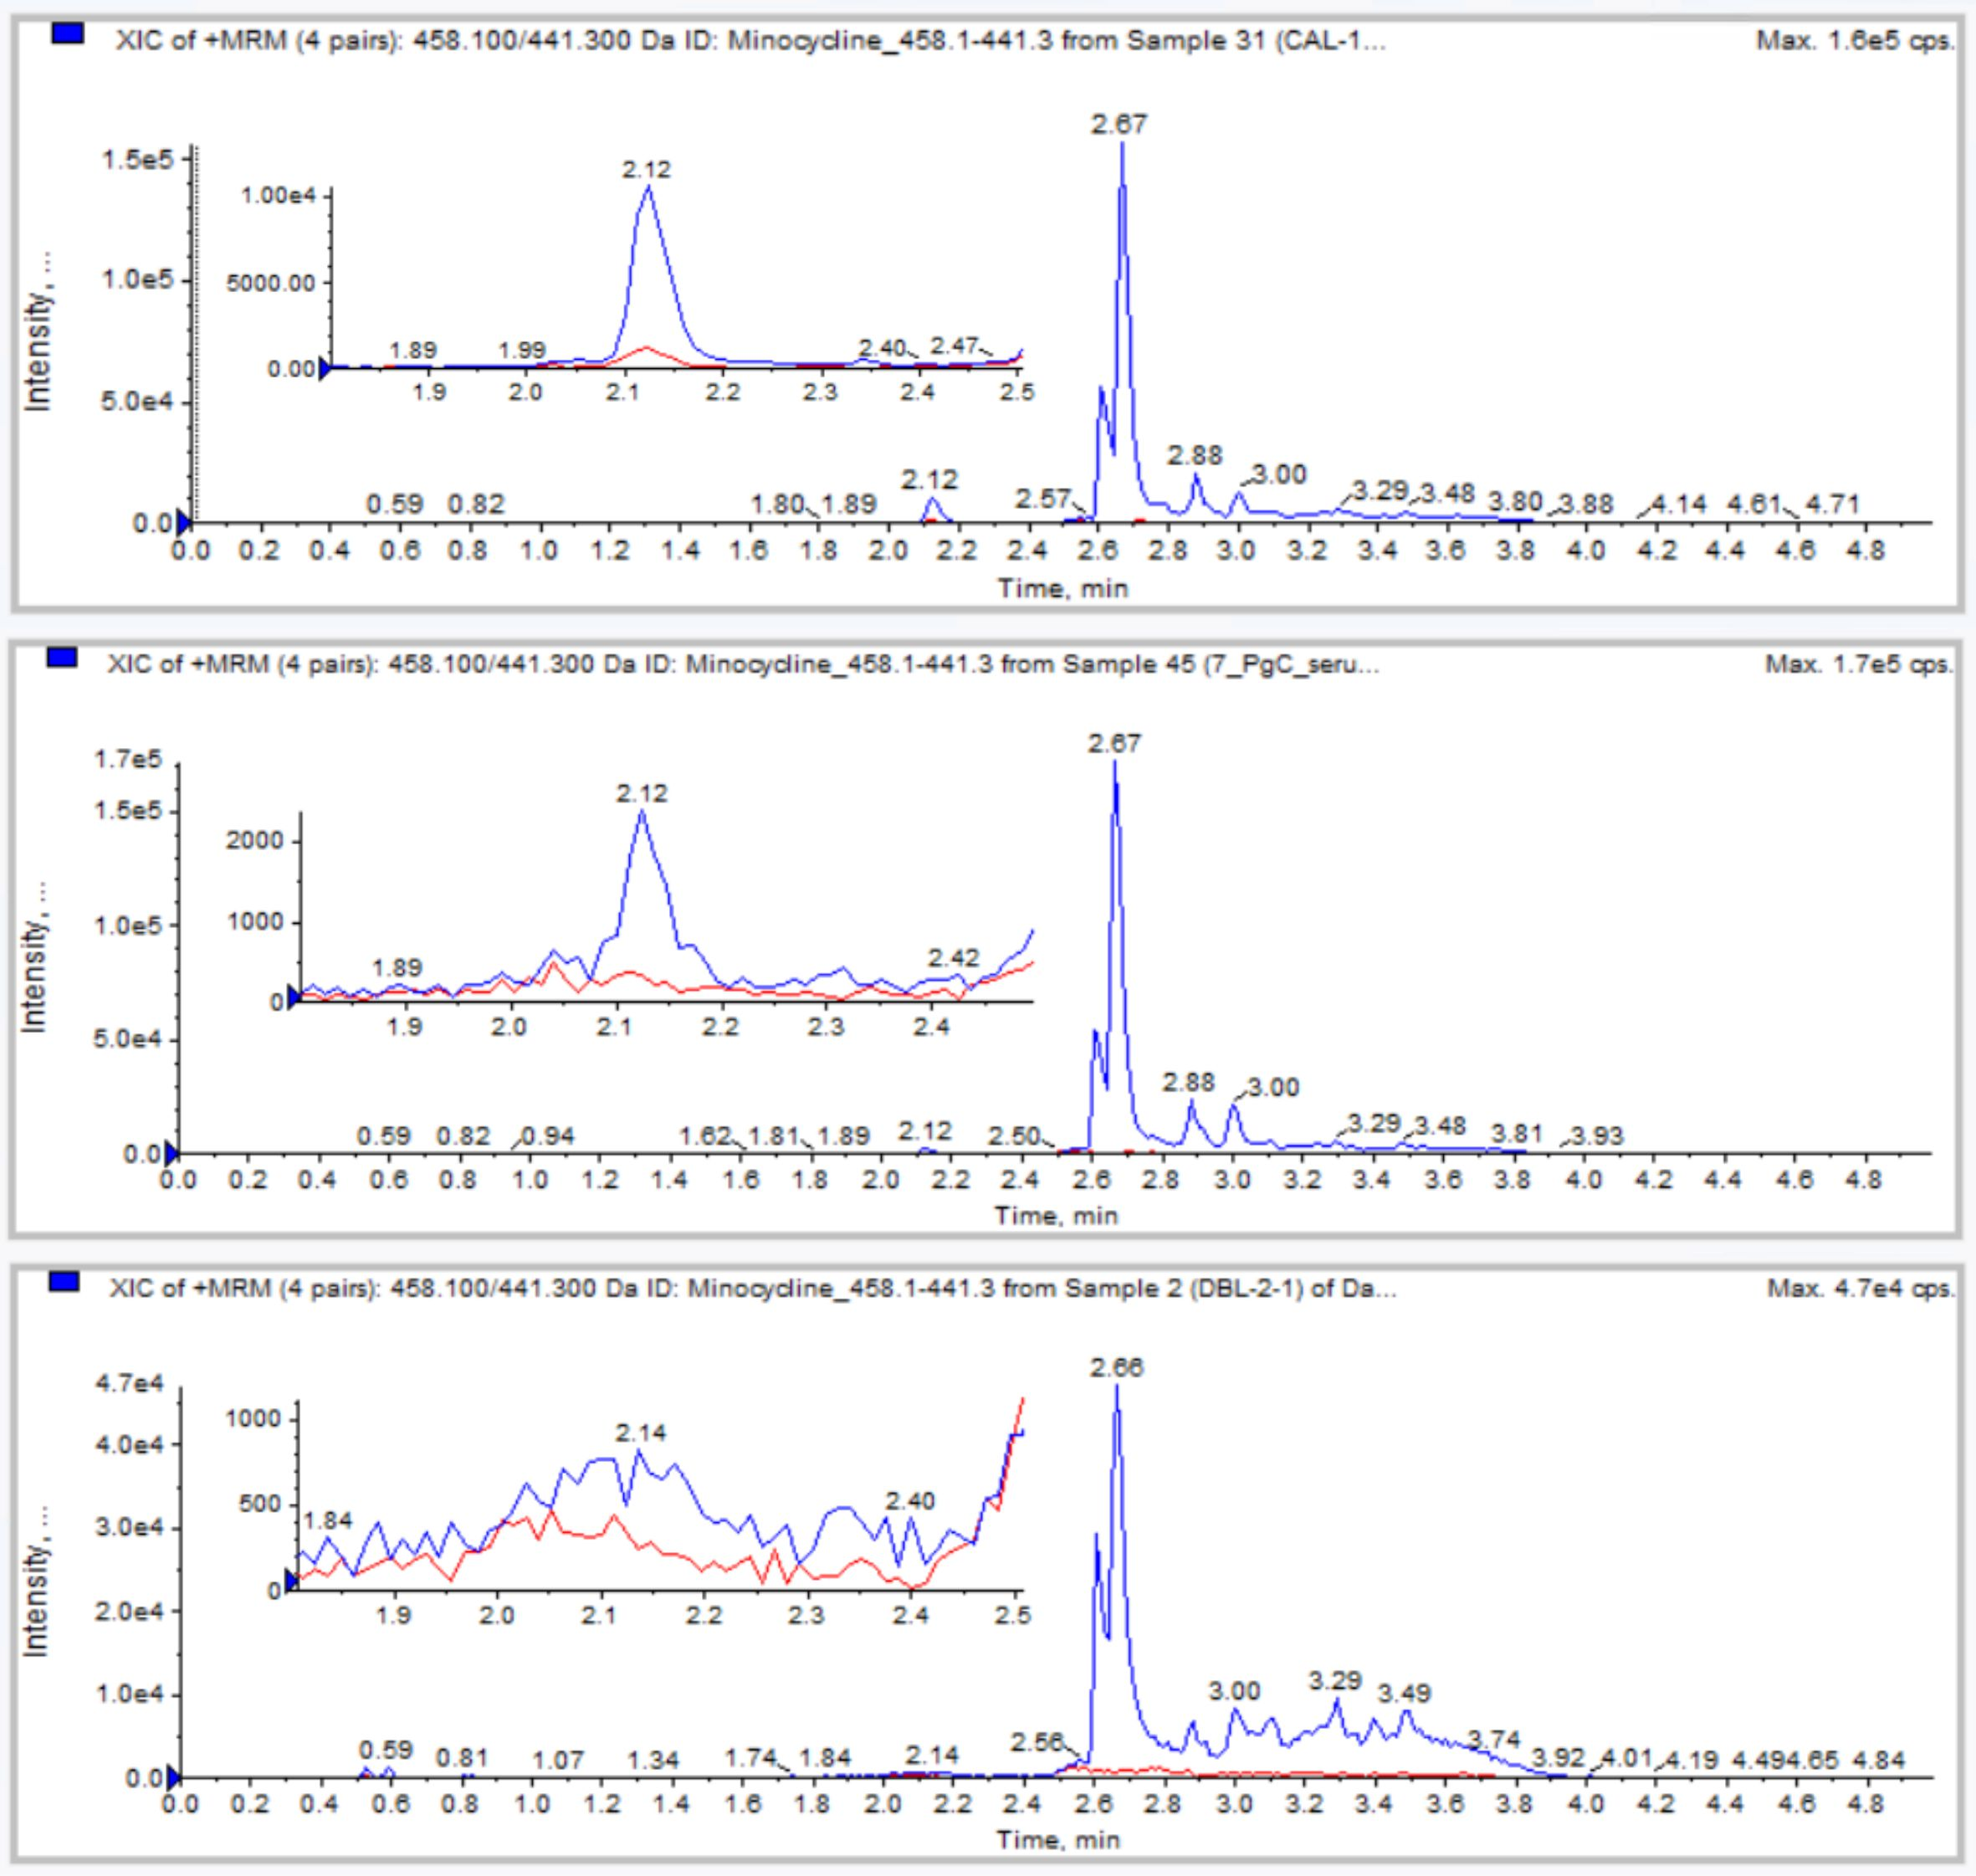 XIC of +MRM (4 pairs): 458.100/441.300 Da ID: Minocycline_458.1-441.3 from Sample 31 (CAL-1...
Max. 1.6e5 cps.
2.67
1.5e5
1.0e5
5.0e4
0.0
Intensity, ...
2.12
1.00e4
5000.00
0.00
1.89 1.99 2.40 2.47
1.9 2.0 2.1 2.2 2.3 2.4 2.5
0.59 0.82 1.80 1.89 2.12 2.57 2.88 3.00 3.29 3.48 3.80 3.88 4.14 4.61 4.71
0.0 0.2 0.4 0.6 0.8 1.0 1.2 1.4 1.6 1.8 2.0 2.2 2.4 2.6 2.8 3.0 3.2 3.4 3.6 3.8 4.0 4.2 4.4 4.6 4.8
Time, min
XIC of +MRM (4 pairs): 458.100/441.300 Da ID: Minocycline_458.1-441.3 from Sample 45 (7_PgC_seru...
Max. 1.7e5 cps.
2.67
1.7e5
1.5e5
1.0e5
5.0e4
0.0
Intensity, ...
2.12
2000
1000
0
1.89 2.42
1.9 2.0 2.1 2.2 2.3 2.4
0.59 0.82 0.94 1.62 1.81 1.89 2.12 2.50 2.88 3.00 3.29 3.48 3.81 3.93
0.0 0.2 0.4 0.6 0.8 1.0 1.2 1.4 1.6 1.8 2.0 2.2 2.4 2.6 2.8 3.0 3.2 3.4 3.6 3.8 4.0 4.2 4.4 4.6 4.8
Time, min
XIC of +MRM (4 pairs): 458.100/441.300 Da ID: Minocycline_458.1-441.3 from Sample 2 (DBL-2-1) of Da...
Max. 4.7e4 cps.
2.66
4.7e4
4.0e4
3.0e4
2.0e4
1.0e4
0.0
Intensity, ...
1000
500
0
1.84 2.14 2.40
1.9 2.0 2.1 2.2 2.3 2.4 2.5
0.59 0.81 1.07 1.34 1.74 1.84 2.14 2.56 3.00 3.29 3.49 3.74 3.92 4.01 4.19 4.49 4.65 4.84
0.0 0.2 0.4 0.6 0.8 1.0 1.2 1.4 1.6 1.8 2.0 2.2 2.4 2.6 2.8 3.0 3.2 3.4 3.6 3.8 4.0 4.2 4.4 4.6 4.8
Time, min